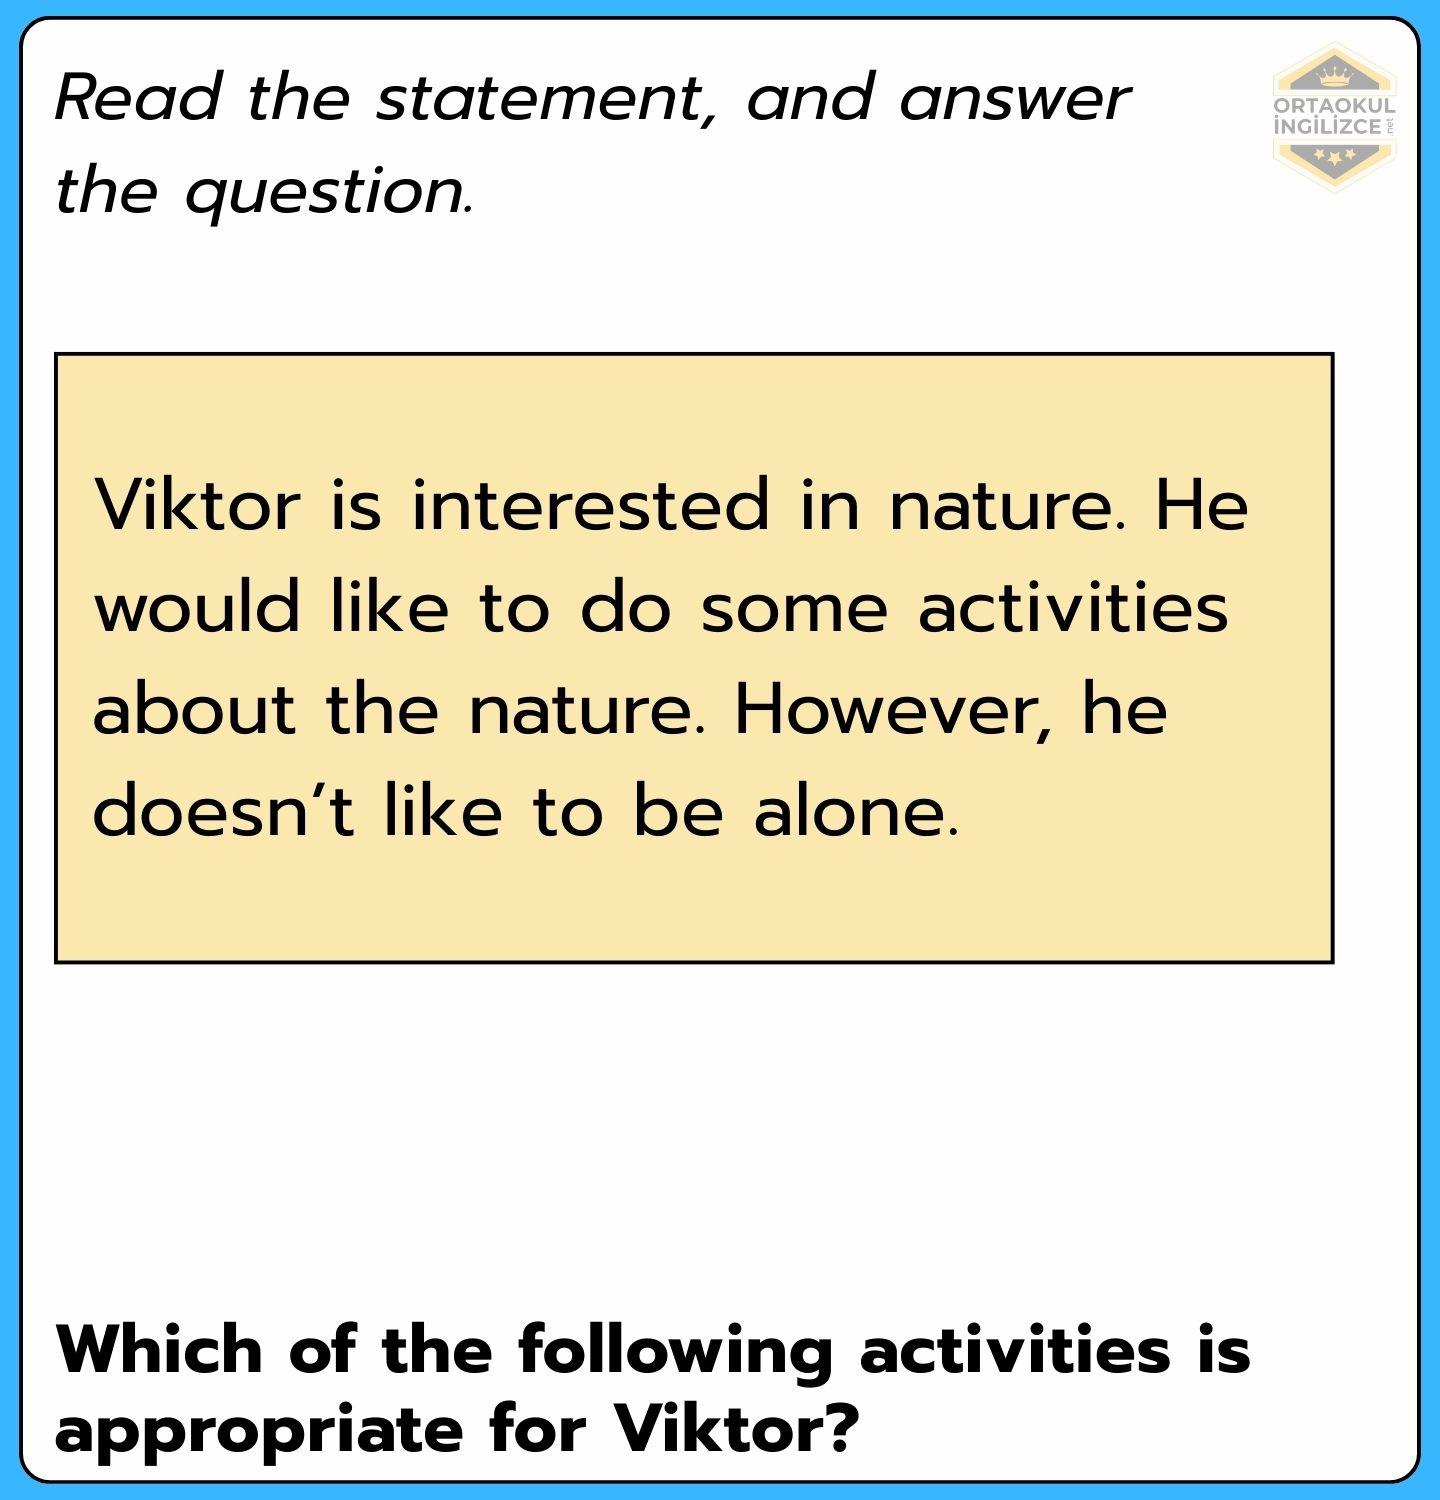 Read the statement, and answer
the question.
ORTAOKUL
İNGİLİZCE .net
Viktor is interested in nature. He
would like to do some activities
about the nature. However, he
doesn’t like to be alone.
Which of the following activities is
appropriate for Viktor?